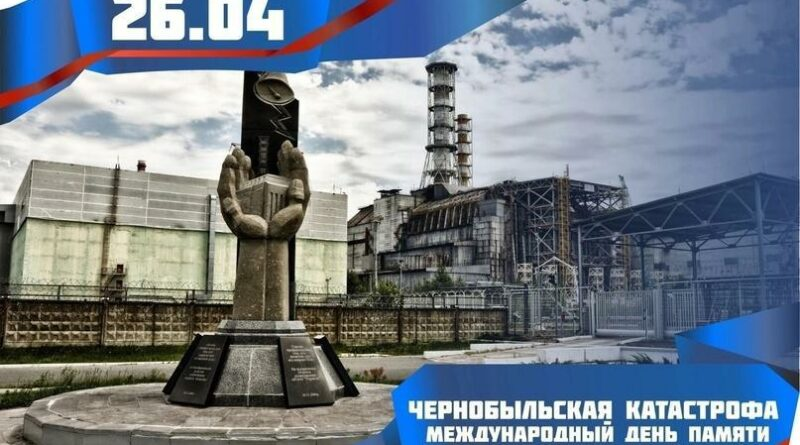 26.04
ЧЕРНОБЫЛЬСКАЯ КАТАСТРОФА
МЕЖДУНАРОДНЫЙ ДЕНЬ ПАМЯТИ